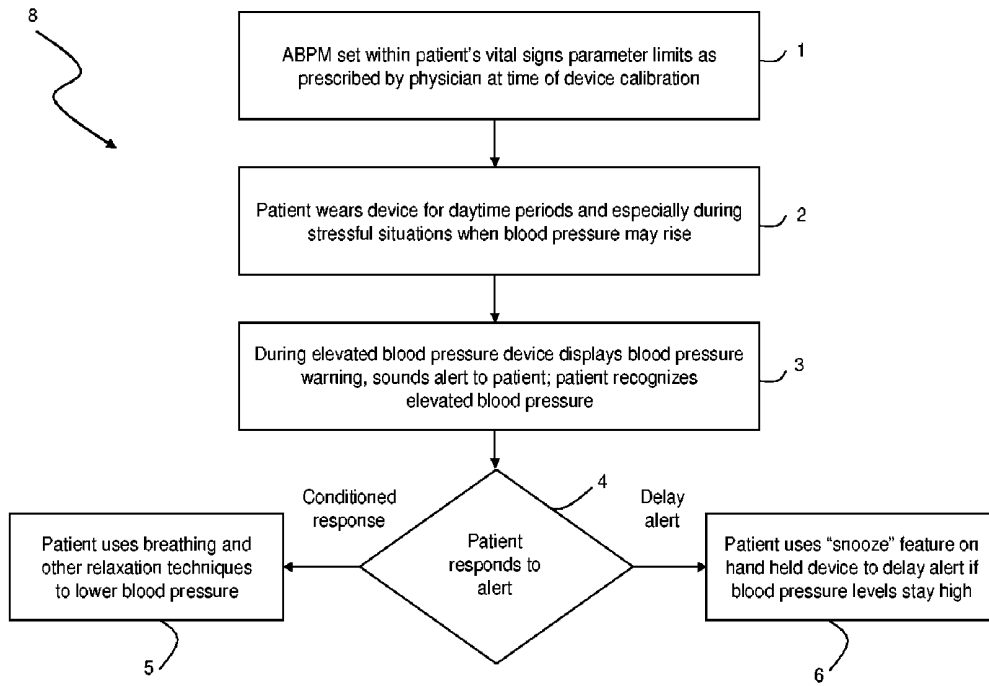 8
ABPM set within patient's vital signs parameter limits as
prescribed by physician at time of device calibration
1
Patient wears device for daytime periods and especially during
stressful situations when blood pressure may rise
2
During elevated blood pressure device displays blood pressure
warning, sounds alert to patient; patient recognizes
elevated blood pressure
3
4
Conditioned
response
Delay
alert
Patient
responds to
alert
Patient uses breathing and
other relaxation techniques
to lower blood pressure
5
Patient uses “snooze” feature on
hand held device to delay alert if
blood pressure levels stay high
6